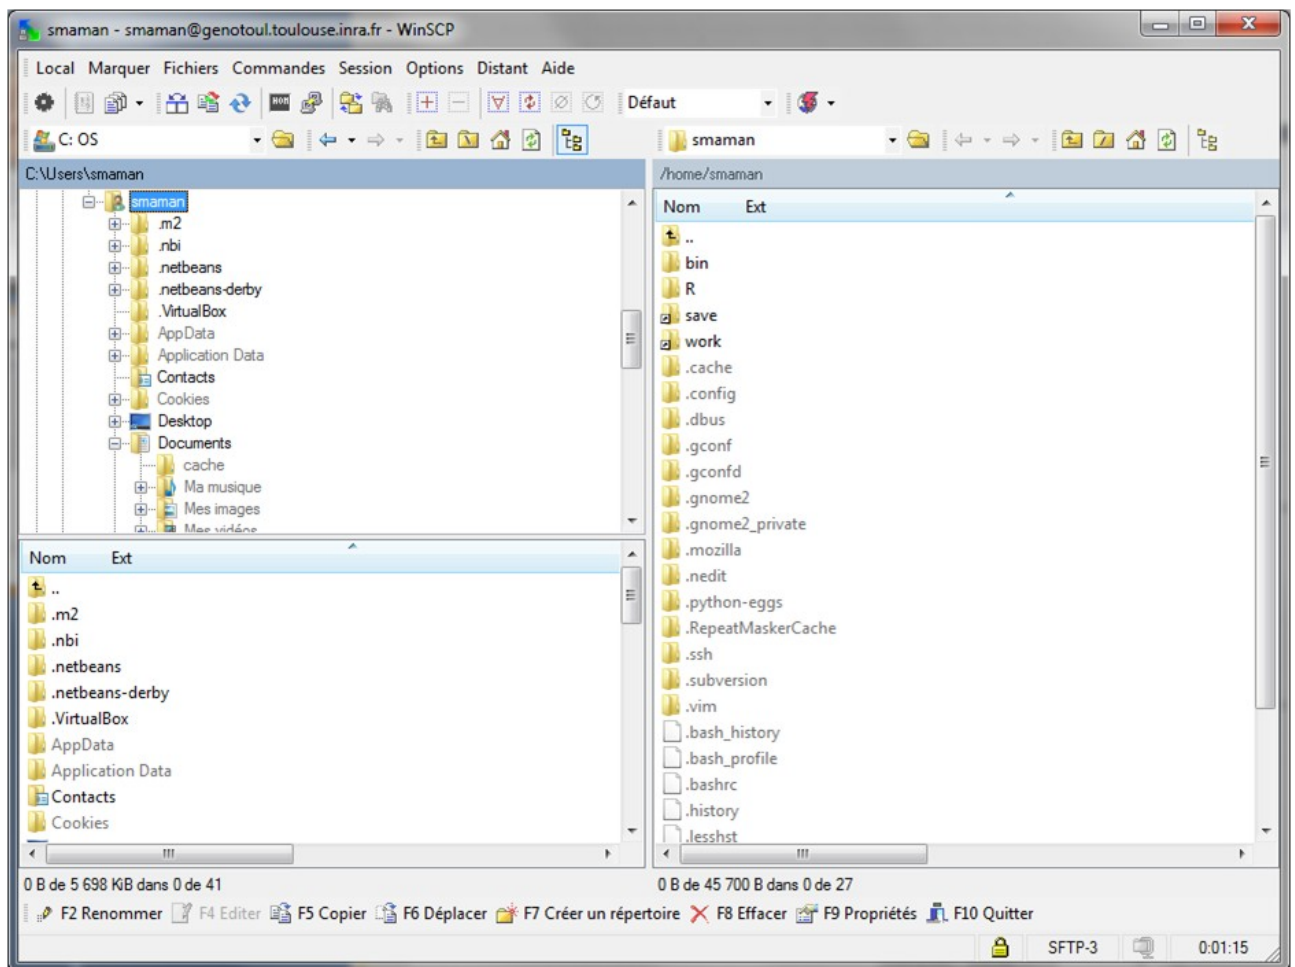 smaman - smaman@genotoul.toulouse.inra.fr - WinSCP
Local Marquer Fichiers Commandes Session Options Distant Aide
Défaut
C: OS
smaman
C:\Users\smaman
/home/smaman
smaman
.m2
.nbi
.netbeans
.netbeans-derby
.VirtualBox
AppData
Application Data
Contacts
Cookies
Desktop
Documents
cache
Ma musique
Mes images
Mes vidéos
Nom Ext
..
.m2
.nbi
.netbeans
.netbeans-derby
.VirtualBox
AppData
Application Data
Contacts
Cookies
Nom Ext
..
bin
R
save
work
.cache
.config
.dbus
.gconf
.gconfd
.gnome2
.gnome2_private
.mozilla
.nedit
.python-eggs
.RepeatMaskerCache
.ssh
.subversion
.vim
.bash_history
.bash_profile
.bashrc
.history
.lesshst
0 B de 5 698 KiB dans 0 de 41
0 B de 45 700 B dans 0 de 27
F2 Renommer F4 Editer F5 Copier F6 Déplacer F7 Créer un répertoire F8 Effacer F9 Propriétés F10 Quitter
SFTP-3 0:01:15